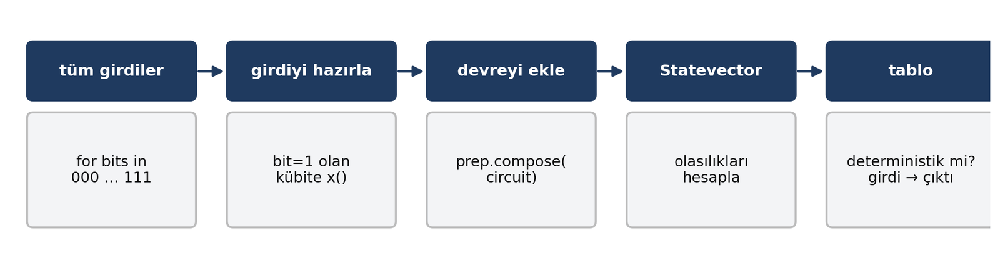 tüm girdiler
girdiyi hazırla
devreyi ekle
Statevector
tablo
for bits in
000 … 111
bit=1 olan
kübite x()
prep.compose(
circuit)
olasılıkları
hesapla
deterministik mi?
girdi → çıktı